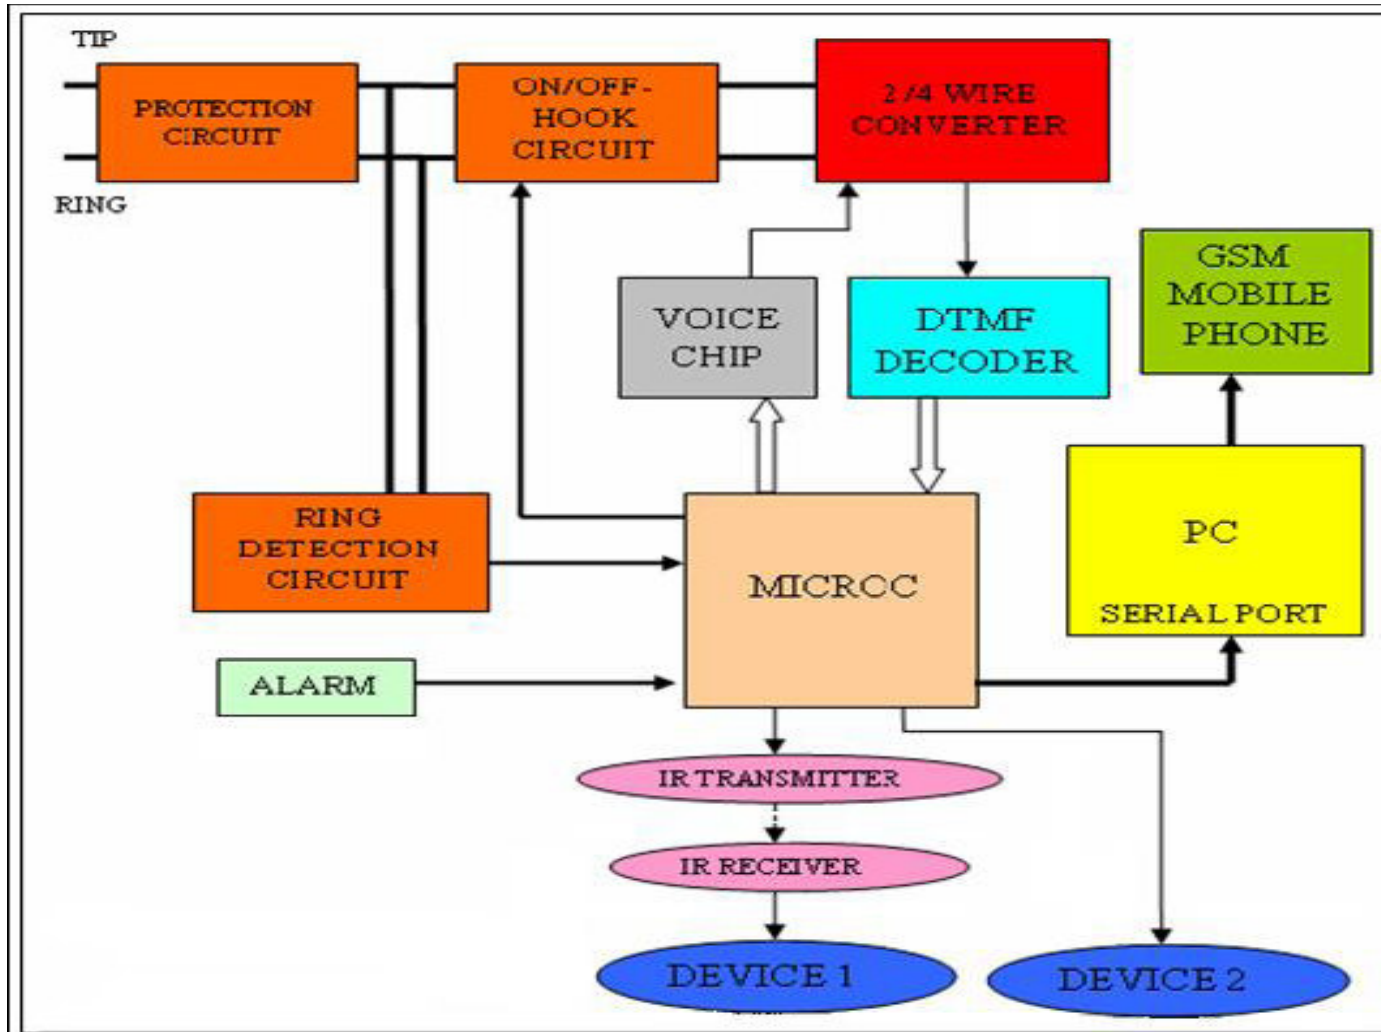 TIP
PROTECTION
CIRCUIT
RING
ON/OFF-
HOOK
CIRCUIT
2/4 WIRE
CONVERTER
VOICE
CHIP
DTMF
DECODER
GSM
MOBILE
PHONE
RING
DETECTION
CIRCUIT
MICROC
PC
SERIAL PORT
ALARM
IR TRANSMITTER
IR RECEIVER
DEVICE 1
DEVICE 2